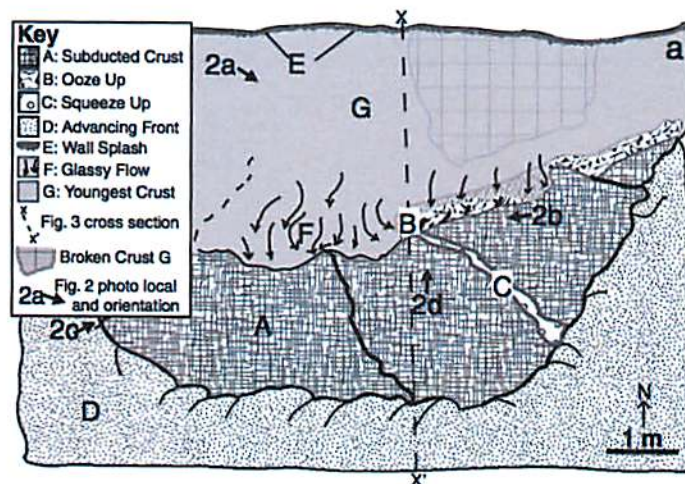 Key
A: Subducted Crust
B: Ooze Up
C: Squeeze Up
D: Advancing Front
E: Wall Splash
F: Glassy Flow
G: Youngest Crust
x
x'
Fig. 3 cross section
Broken Crust G
2a
Fig. 2 photo local
and orientation
x
a
2a
E
G
F
B
2b
C
2d
A
2c
D
N
1 m
x'